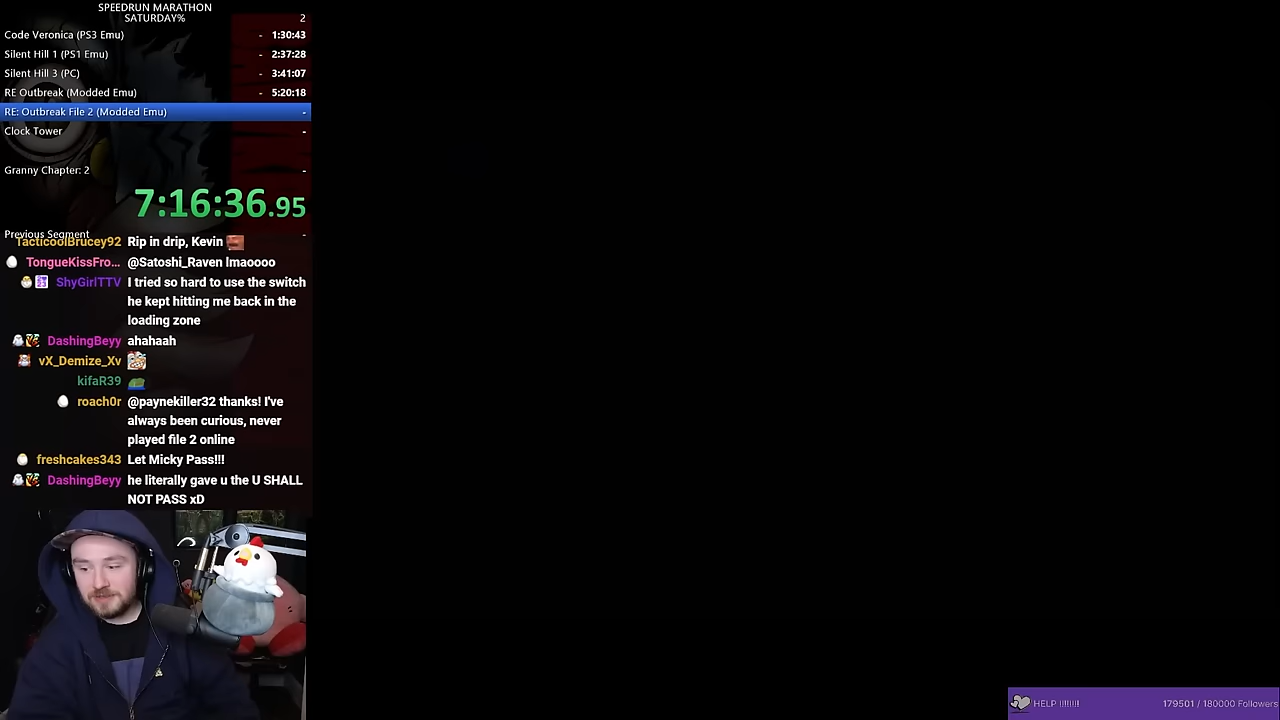 SPEEDRUN MARATHON
SATURDAY%
2
Code Veronica (PS3 Emu) - 1:30:43
Silent Hill 1 (PS1 Emu) - 2:37:28
Silent Hill 3 (PC) - 3:41:07
RE Outbreak (Modded Emu) - 5:20:18
RE: Outbreak File 2 (Modded Emu) -
Clock Tower -
Granny Chapter: 2 -
7:16:36.95
Previous Segment -
TacticoolBrucey92 Rip in drip, Kevin
TongueKissFro... @Satoshi_Raven lmaoooo
ShyGirlTTV I tried so hard to use the switch
he kept hitting me back in the
loading zone
DashingBeyy ahahaah
vX_Demize_Xv
kifaR39
roach0r @paynekiller32 thanks! I've
always been curious, never
played file 2 online
freshcakes343 Let Micky Pass!!!
DashingBeyy he literally gave u the U SHALL
NOT PASS xD
HELP !!!!!!! 179501 / 180000 Followers